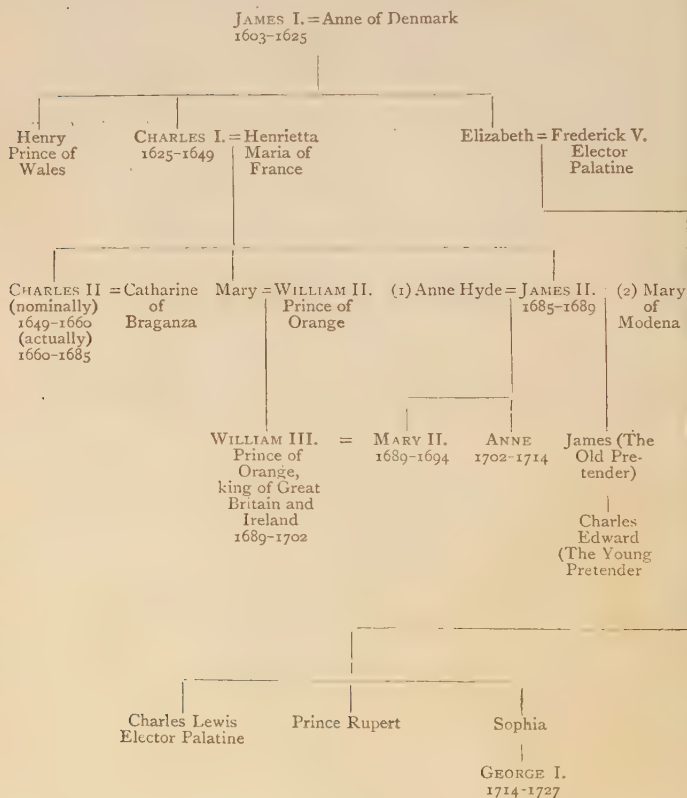 JAMES I. = Anne of Denmark
1603-1625
Henry
Prince of
Wales
CHARLES I. = Henrietta
1625-1649 Maria of
France
Elizabeth = Frederick V.
Elector
Palatine
CHARLES II = Catharine
(nominally) of
1649-1660 Braganza
(actually)
1660-1685
Mary = WILLIAM II.
Prince of
Orange
(1) Anne Hyde = JAMES II.
1685-1689
(2) Mary
of
Modena
WILLIAM III. = MARY II.
Prince of 1689-1694
Orange,
king of Great
Britain and
Ireland
1689-1702
ANNE
1702-1714
James (The
Old Pre-
tender)
Charles
Edward
(The Young
Pretender
Charles Lewis
Elector Palatine
Prince Rupert
Sophia
GEORGE I.
1714-1727